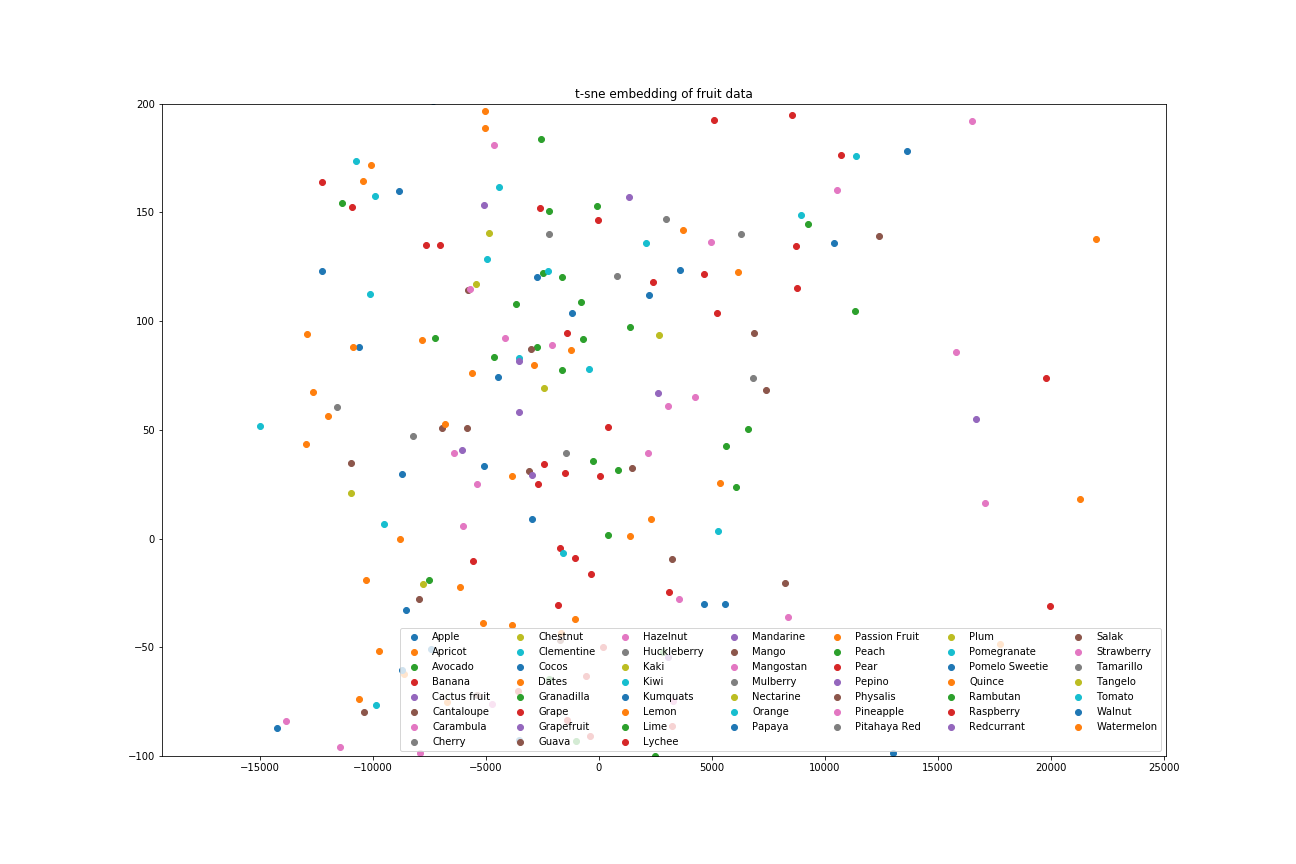 t-sne embedding of fruit data
200
150
100
50
0
−50
−100
Apple Chestnut Hazelnut Mandarine Passion Fruit Plum Salak
Apricot Clementine Huckleberry Mango Peach Pomegranate Strawberry
Avocado Cocos Kaki Mangostan Pear Pomelo Sweetie Tamarillo
Banana Dates Kiwi Mulberry Pepino Quince Tangelo
Cactus fruit Granadilla Kumquats Nectarine Physalis Rambutan Tomato
Cantaloupe Grape Lemon Orange Pineapple Raspberry Walnut
Carambula Grapefruit Lime Papaya Pitahaya Red Redcurrant Watermelon
Cherry Guava Lychee
−15000 −10000 −5000 0 5000 10000 15000 20000 25000